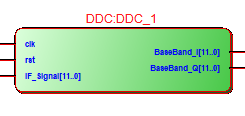 DDC:DDC_1
clk
rst
IF_Signal[11..0]
BaseBand_I[11..0]
BaseBand_Q[11..0]